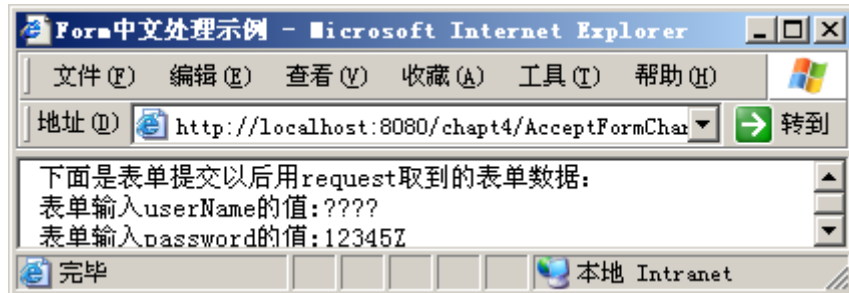 Form中文处理示例 - Microsoft Internet Explorer
文件(F) 编辑(E) 查看(V) 收藏(A) 工具(T) 帮助(H)
地址(D) http://localhost:8080/chapt4/AcceptFormChar 转到
下面是表单提交以后用request取到的表单数据：
表单输入userName的值:????
表单输入password的值:12345Z
完毕 本地 Intranet